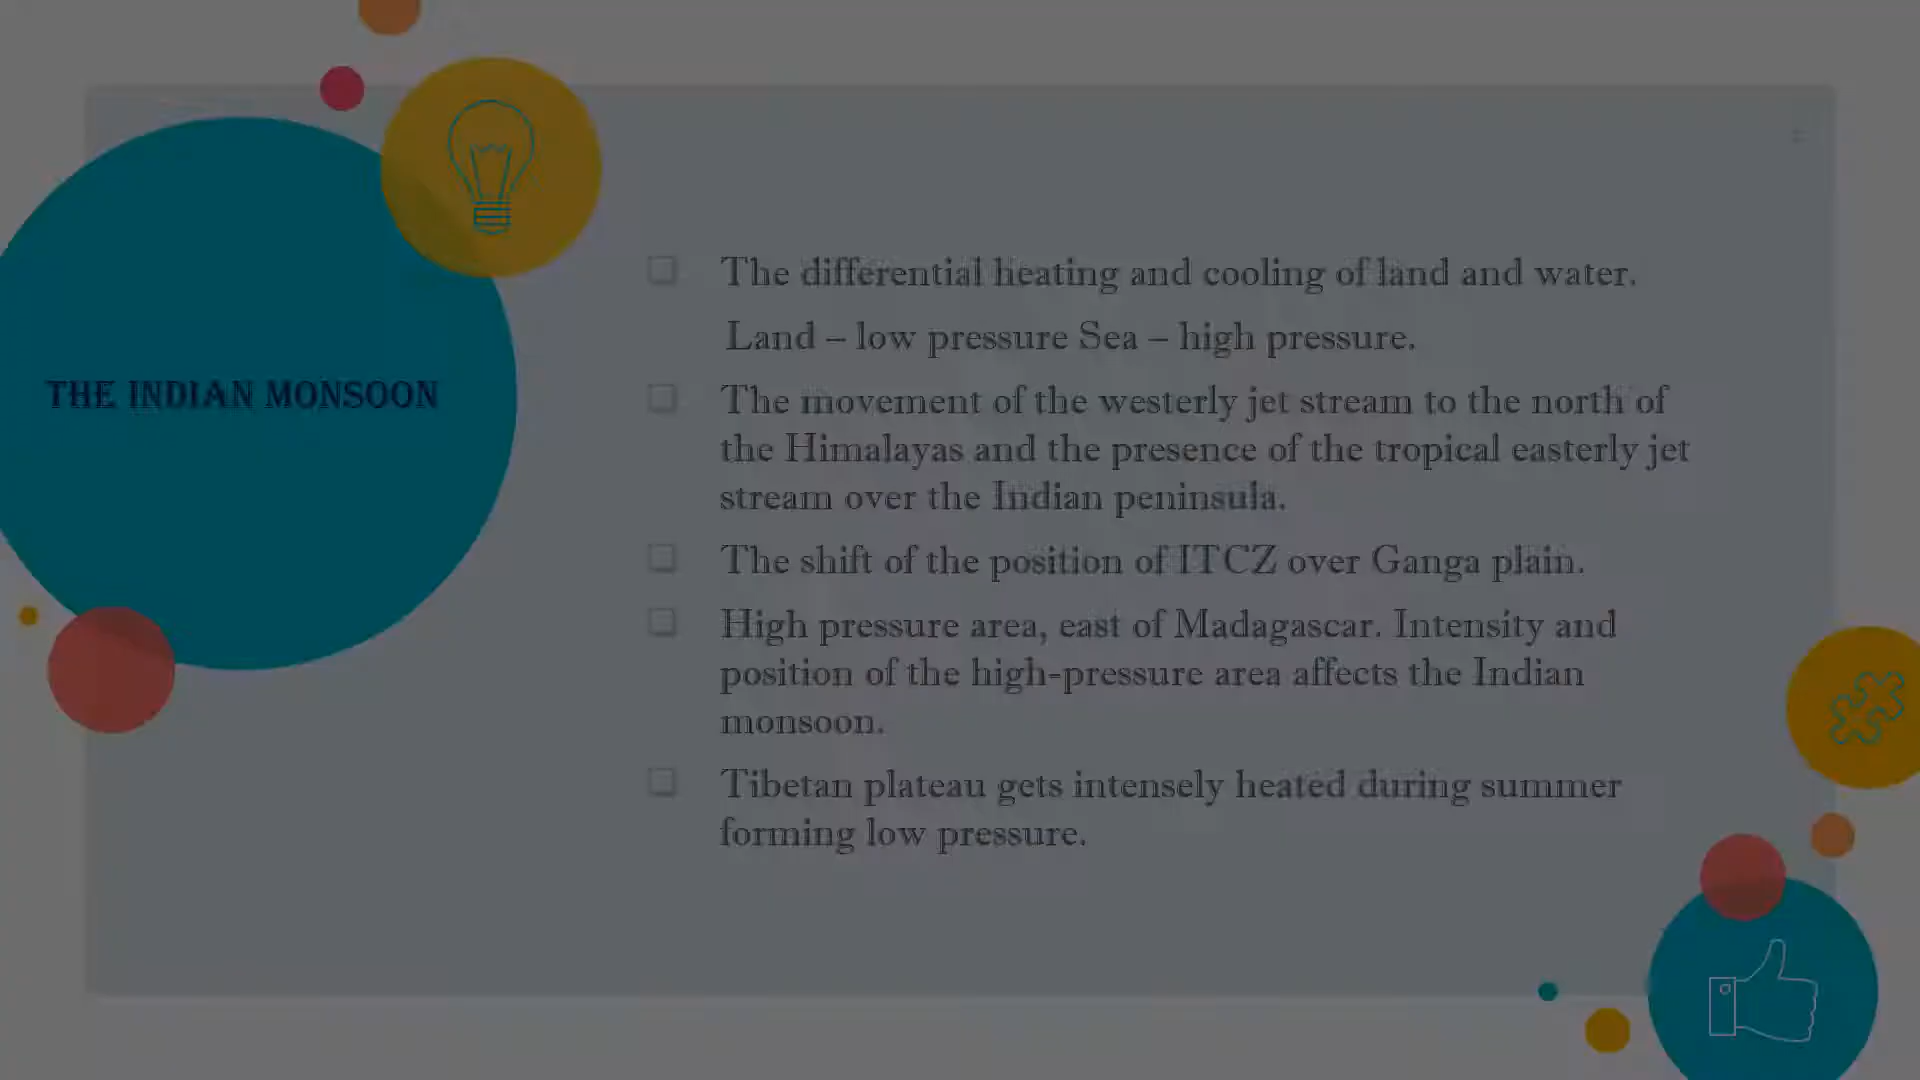 THE INDIAN MONSOON
The differential heating and cooling of land and water.
Land – low pressure Sea – high pressure.
The movement of the westerly jet stream to the north of
the Himalayas and the presence of the tropical easterly jet
stream over the Indian peninsula.
The shift of the position of ITCZ over Ganga plain.
High pressure area, east of Madagascar. Intensity and
position of the high-pressure area affects the Indian
monsoon.
Tibetan plateau gets intensely heated during summer
forming low pressure.